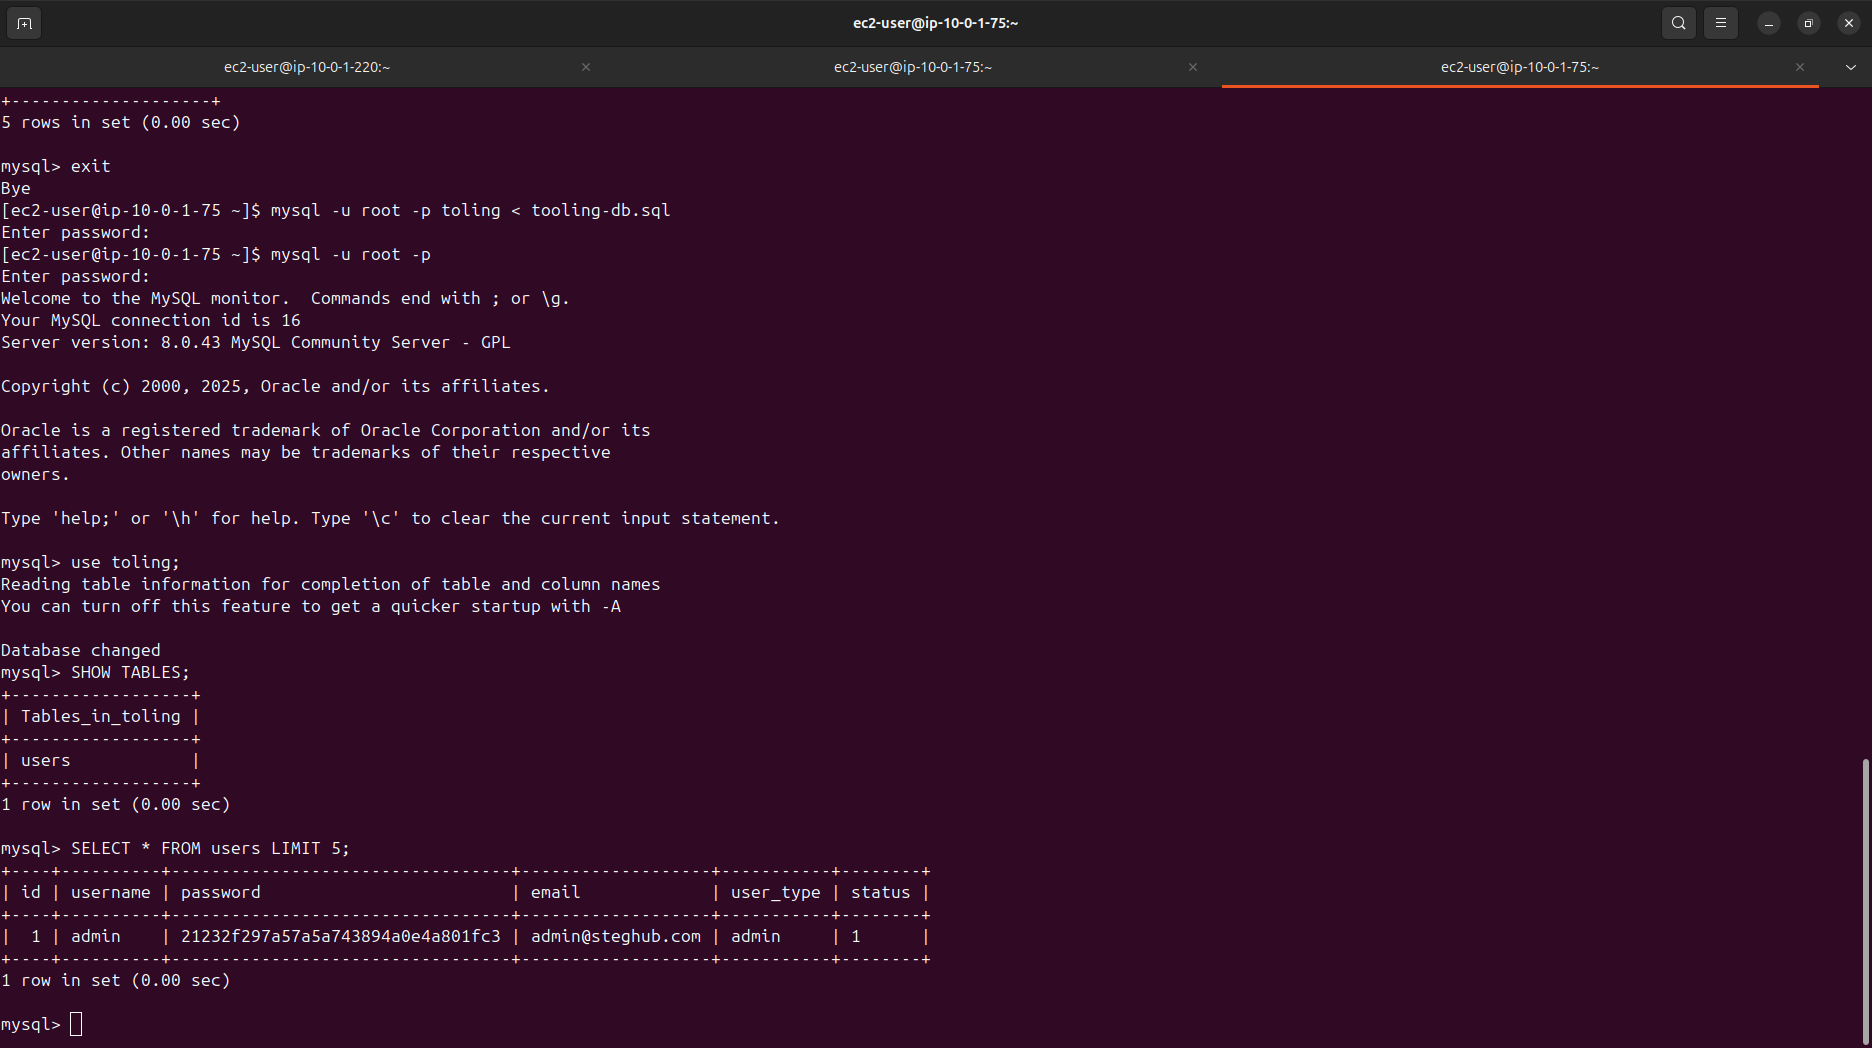 ec2-user@ip-10-0-1-75:~
ec2-user@ip-10-0-1-220:~
ec2-user@ip-10-0-1-75:~
ec2-user@ip-10-0-1-75:~
+--------------------+
5 rows in set (0.00 sec)
mysql> exit
Bye
[ec2-user@ip-10-0-1-75 ~]$ mysql -u root -p toling < tooling-db.sql
Enter password:
[ec2-user@ip-10-0-1-75 ~]$ mysql -u root -p
Enter password:
Welcome to the MySQL monitor.  Commands end with ; or \g.
Your MySQL connection id is 16
Server version: 8.0.43 MySQL Community Server - GPL
Copyright (c) 2000, 2025, Oracle and/or its affiliates.
Oracle is a registered trademark of Oracle Corporation and/or its
affiliates. Other names may be trademarks of their respective
owners.
Type 'help;' or '\h' for help. Type '\c' to clear the current input statement.
mysql> use toling;
Reading table information for completion of table and column names
You can turn off this feature to get a quicker startup with -A
Database changed
mysql> SHOW TABLES;
+------------------+
| Tables_in_toling |
+------------------+
| users            |
+------------------+
1 row in set (0.00 sec)
mysql> SELECT * FROM users LIMIT 5;
+----+----------+----------------------------------+-------------------+-----------+--------+
| id | username | password                         | email             | user_type | status |
+----+----------+----------------------------------+-------------------+-----------+--------+
|  1 | admin    | 21232f297a57a5a743894a0e4a801fc3 | admin@steghub.com | admin     | 1      |
+----+----------+----------------------------------+-------------------+-----------+--------+
1 row in set (0.00 sec)
mysql>